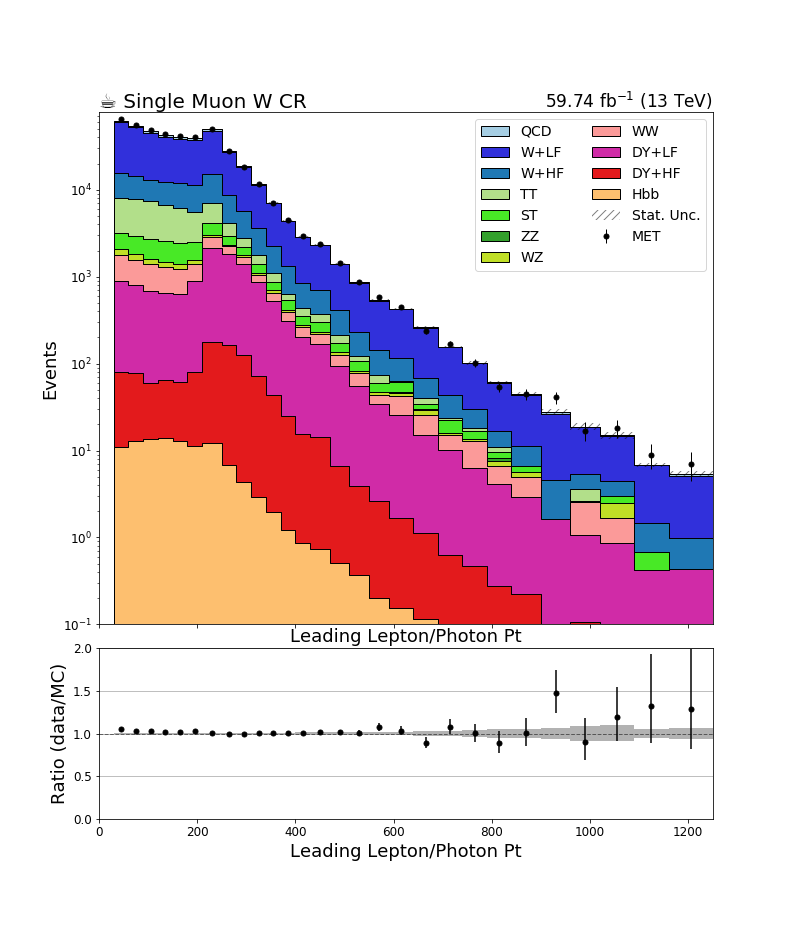 ☕ Single Muon W CR
59.74 fb⁻¹ (13 TeV)
QCD
W+LF
W+HF
TT
ST
ZZ
WZ
WW
DY+LF
DY+HF
Hbb
Stat. Unc.
MET
Events
10⁴
10³
10²
10¹
10⁰
10⁻¹
Leading Lepton/Photon Pt
Ratio (data/MC)
2.0
1.5
1.0
0.5
0.0
0 200 400 600 800 1000 1200
Leading Lepton/Photon Pt